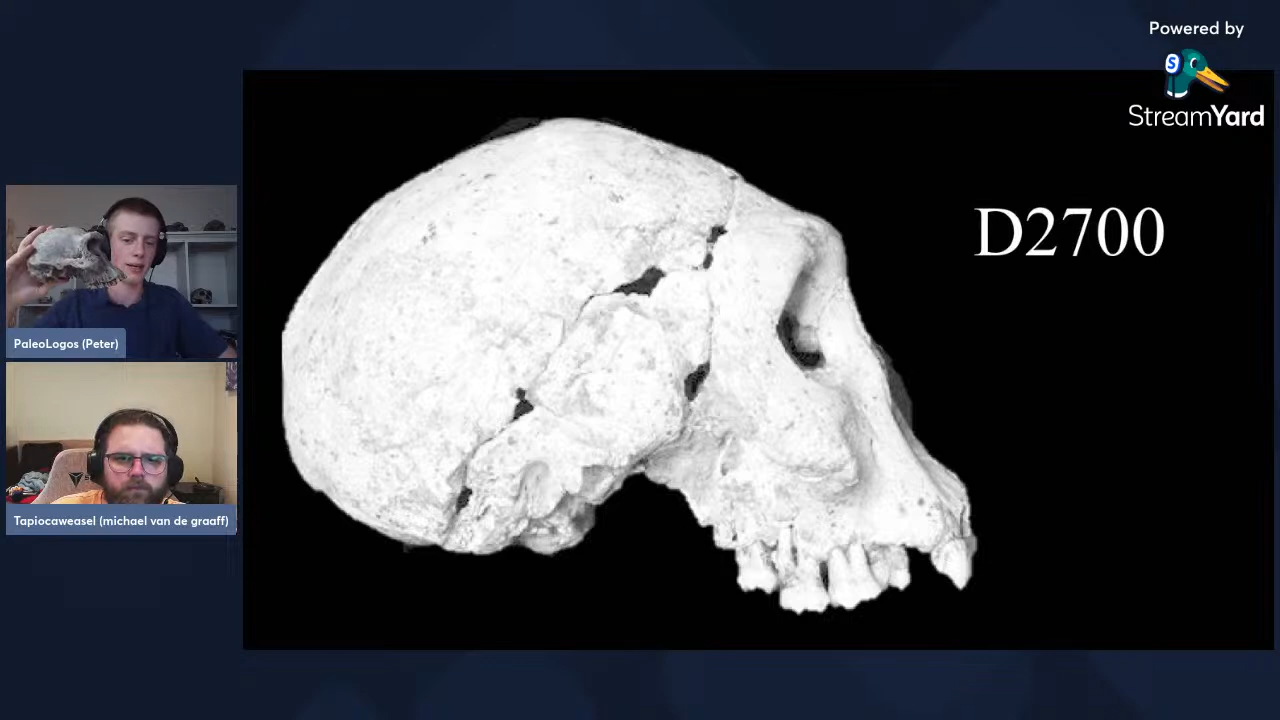 Powered by
StreamYard
D2700
PaleoLogos (Peter)
Tapiocaweasel (michael van de graaff)